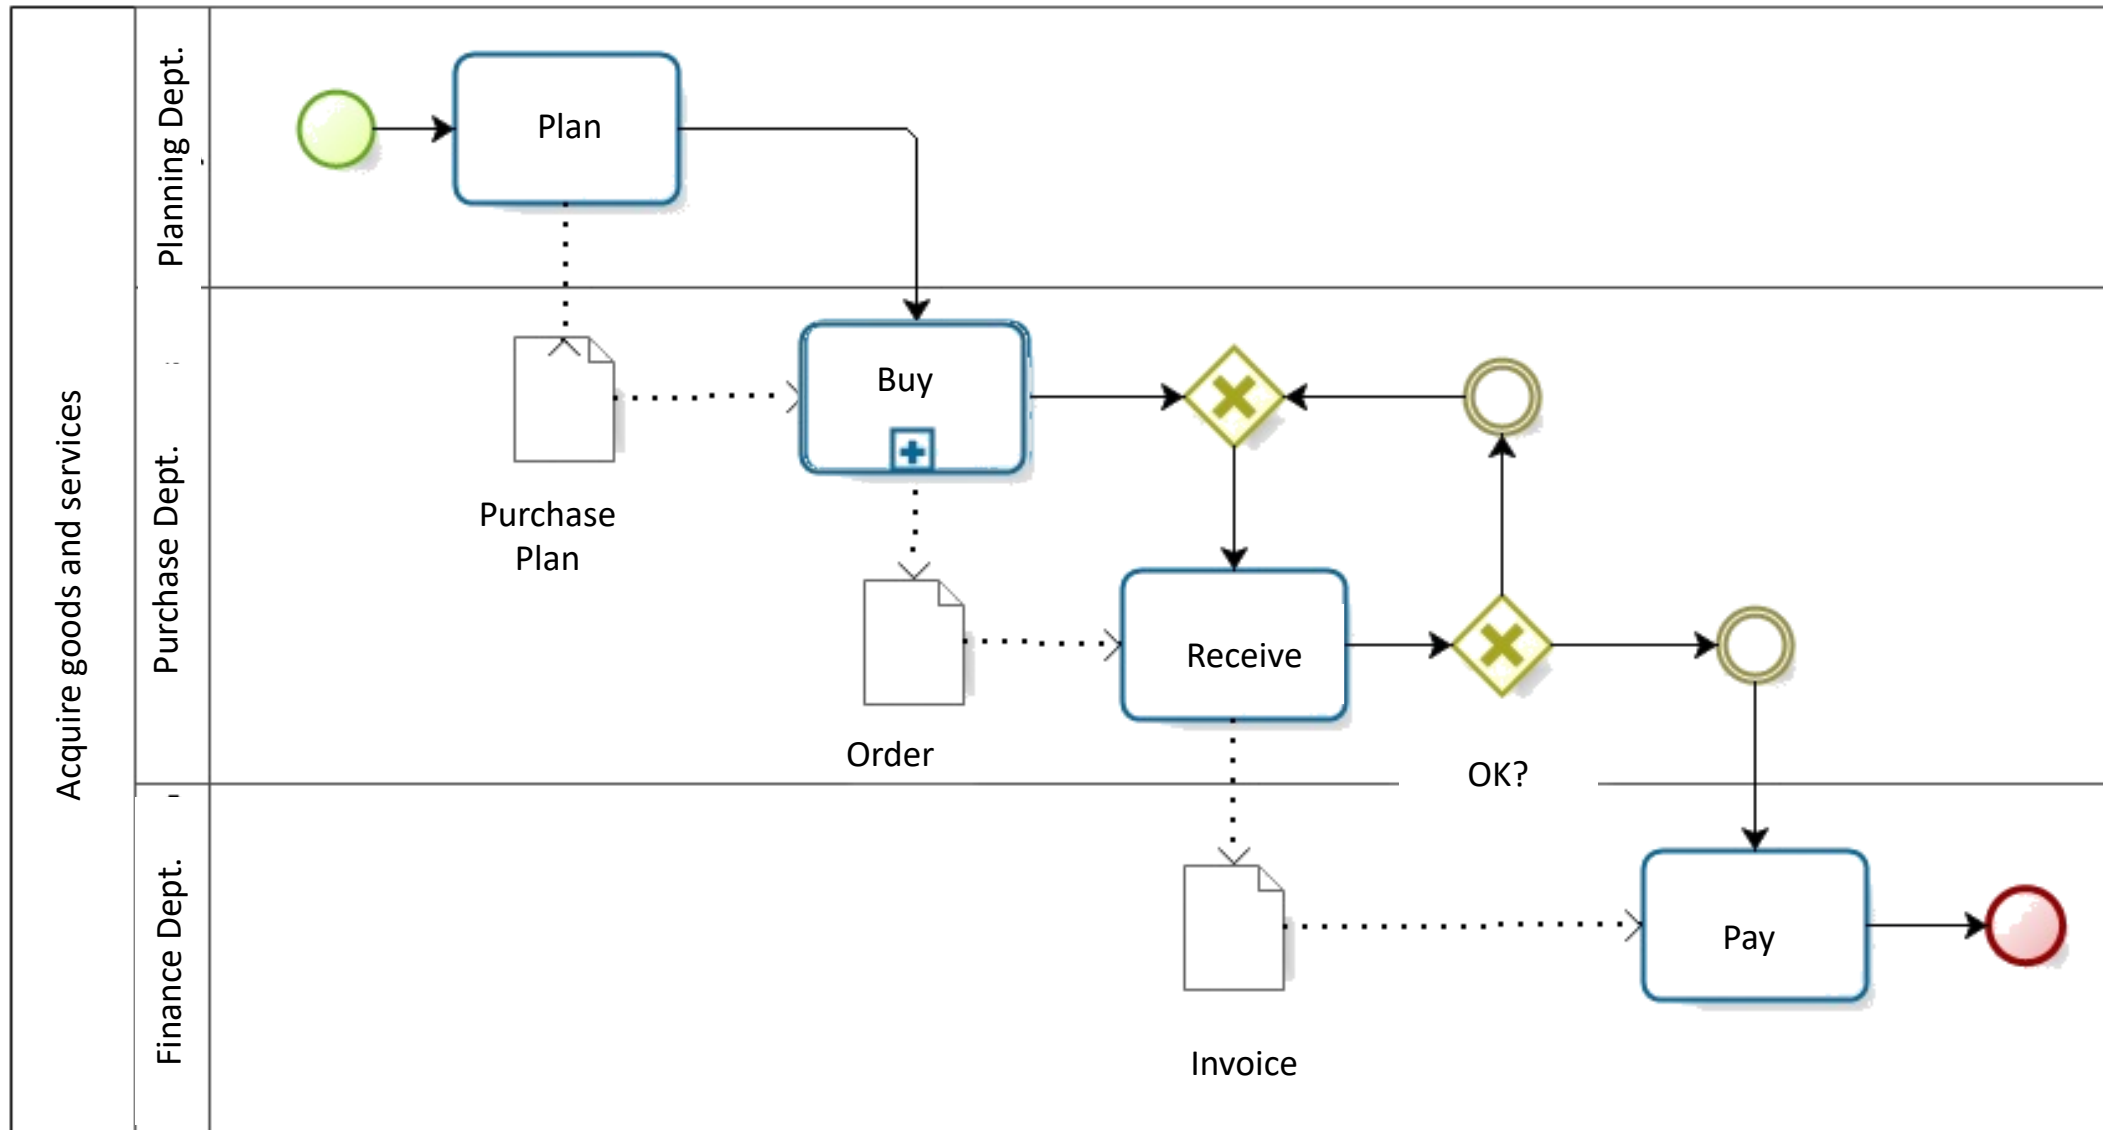 Acquire goods and services
Planning Dept.
Plan
Purchase Dept.
Buy
Purchase
Plan
Receive
Order
OK?
Finance Dept.
Pay
Invoice